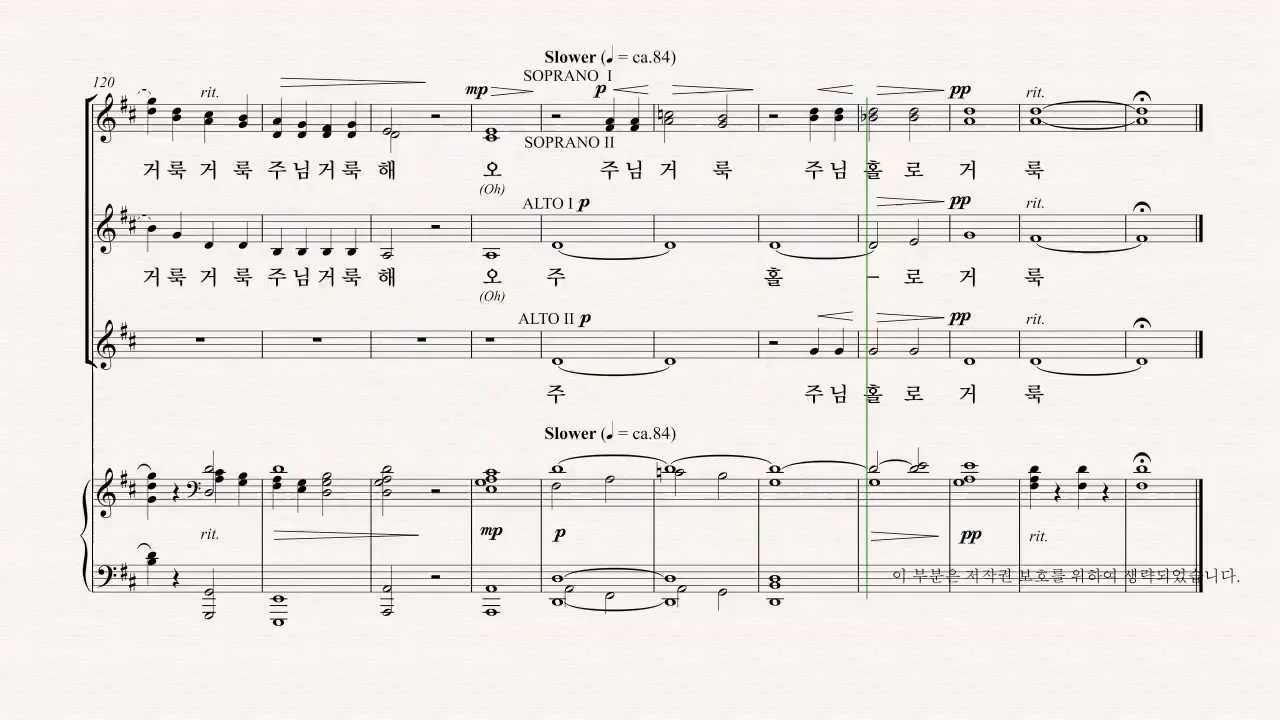 Slower (♩ = ca.84)
SOPRANO I
120
rit.
mp
p
pp
rit.
SOPRANO II
거 룩 거 룩 주 님 거 룩 해 오 주 님 거 룩 주 님 홀 로 거 룩
(Oh)
ALTO I p
pp
rit.
거 룩 거 룩 주 님 거 룩 해 오 주 홀 – 로 거 룩
(Oh)
ALTO II p
pp
rit.
주 주 님 홀 로 거 룩
Slower (♩ = ca.84)
rit.
mp
p
pp
rit.
이 부분은 저작권 보호를 위하여 생략되었습니다.